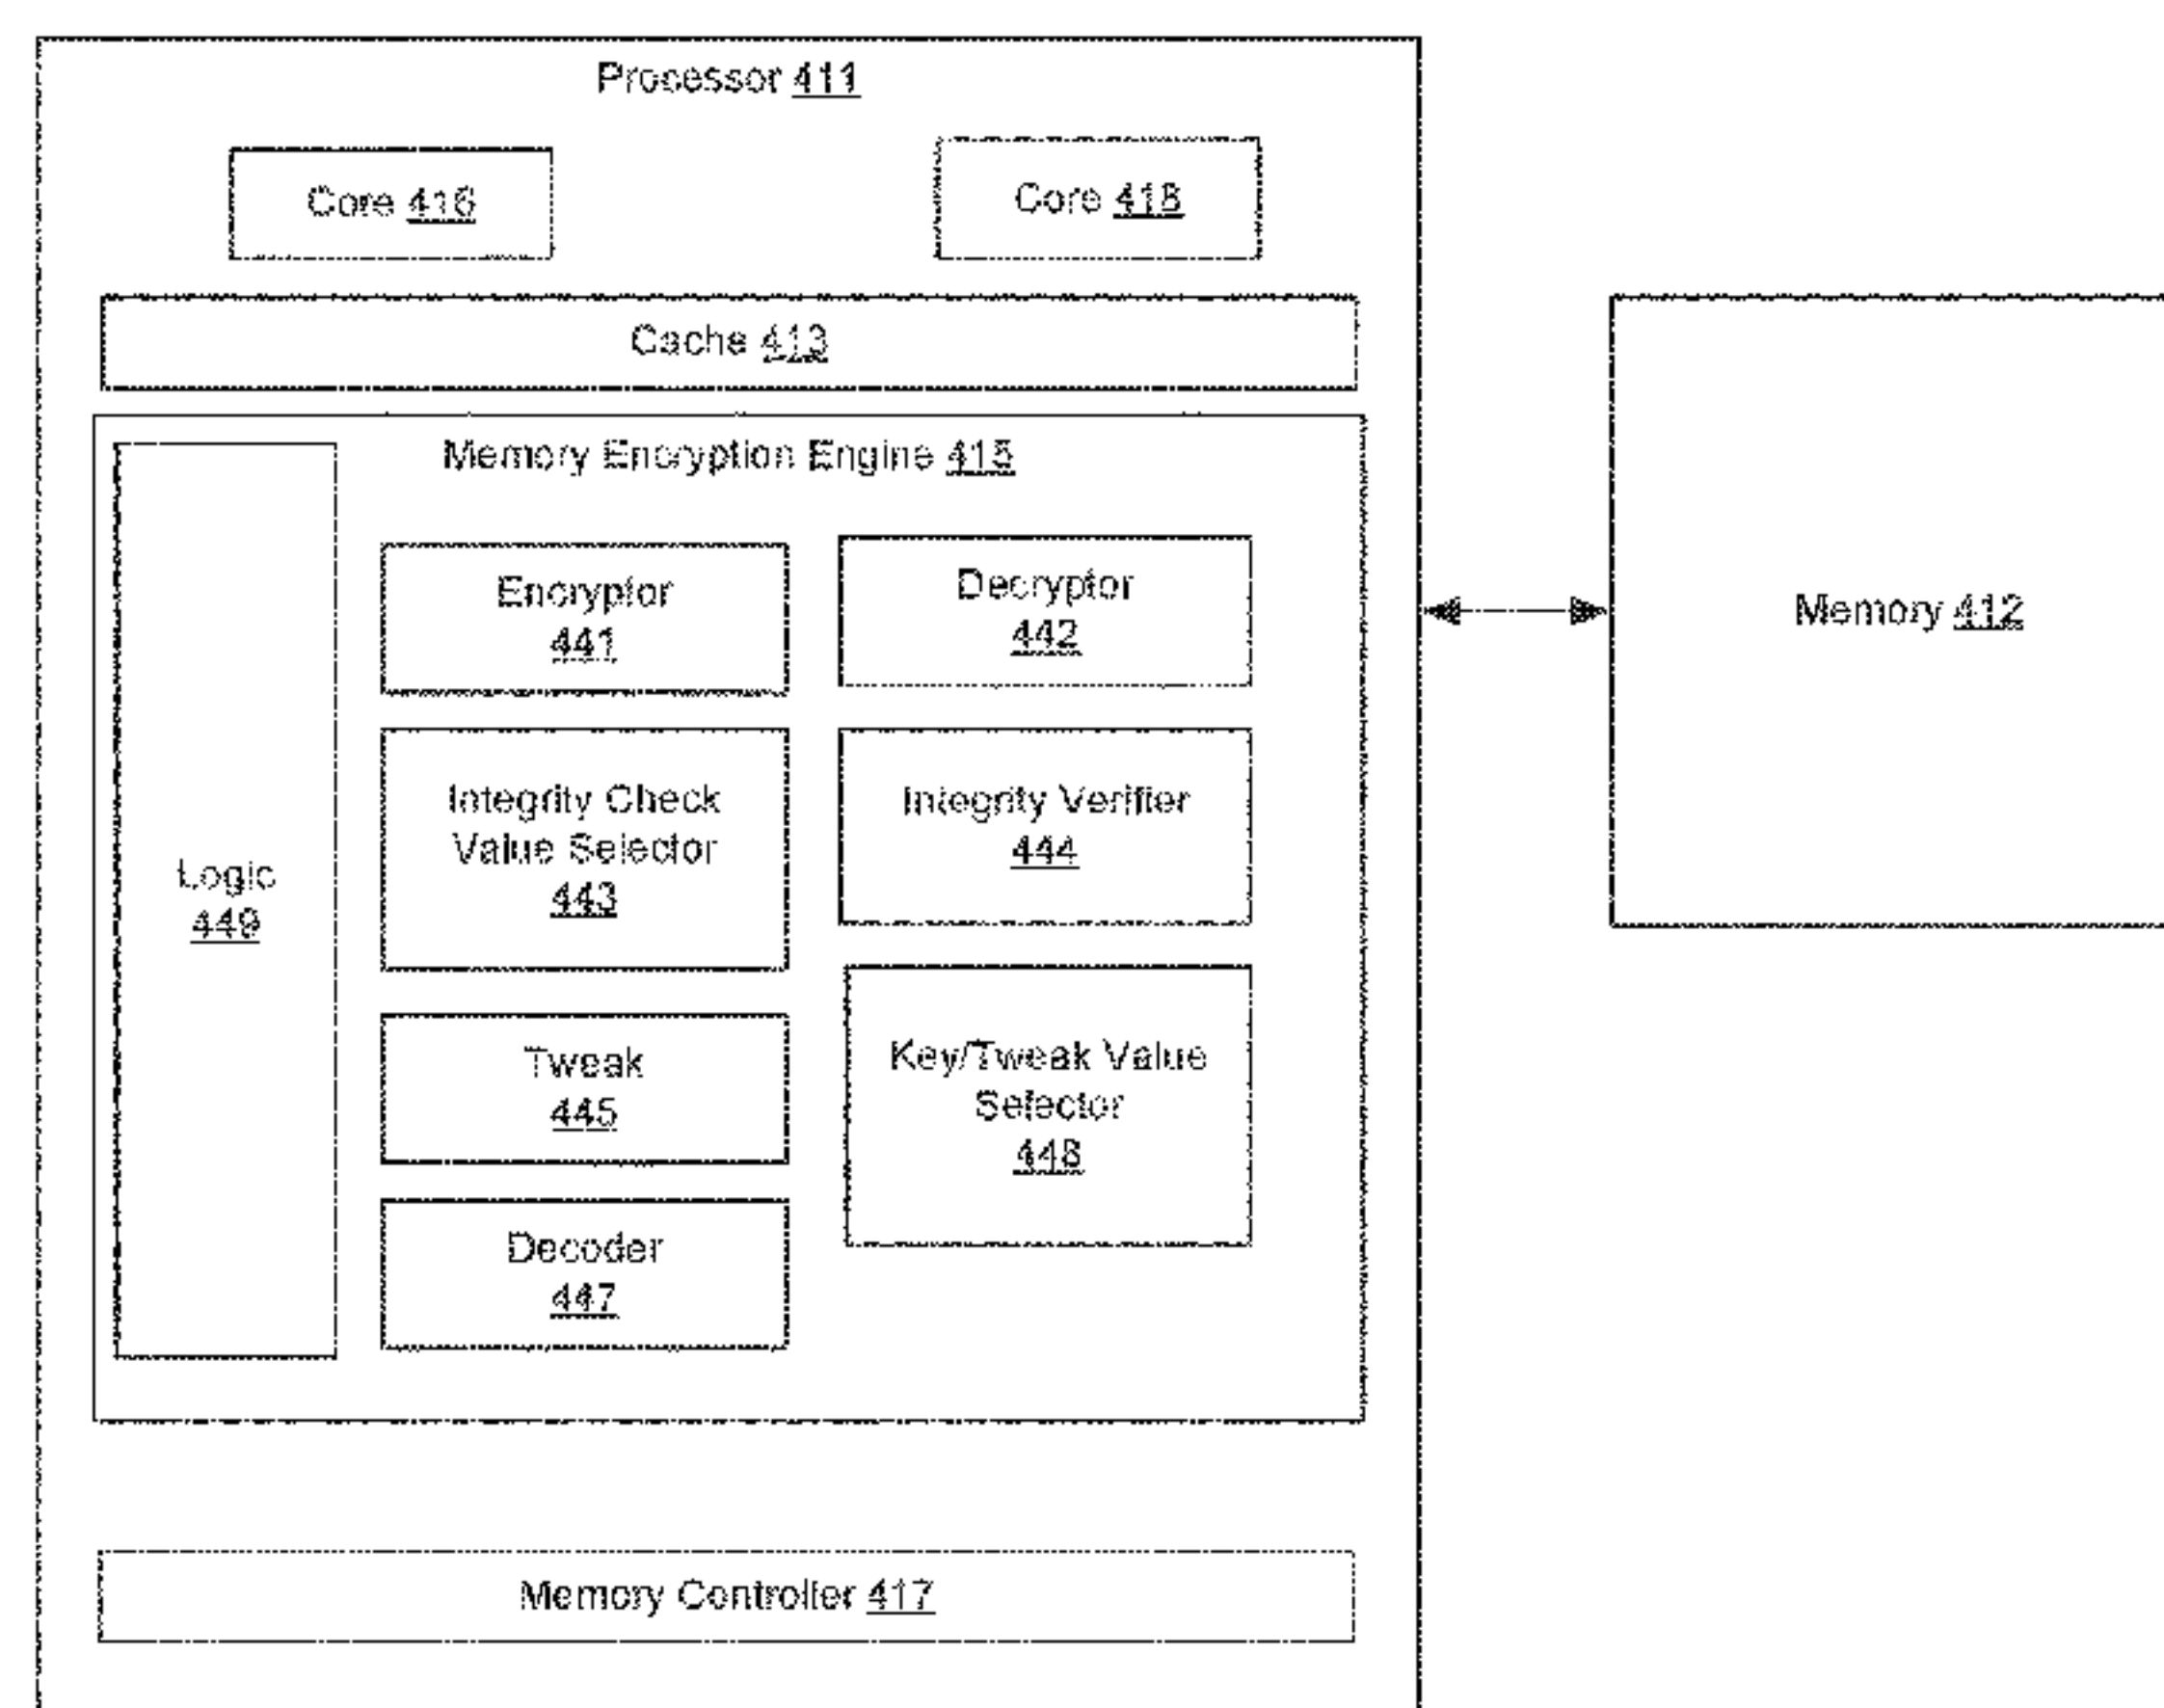 Processor 411
Core 416
Core 418
Cache 413
Memory Encryption Engine 415
Encryptor
441
Decryptor
442
Integrity Check
Value Selector
443
Integrity Verifier
444
Logic
449
Tweak
445
Key/Tweak Value
Selector
448
Decoder
447
Memory Controller 417
Memory 412